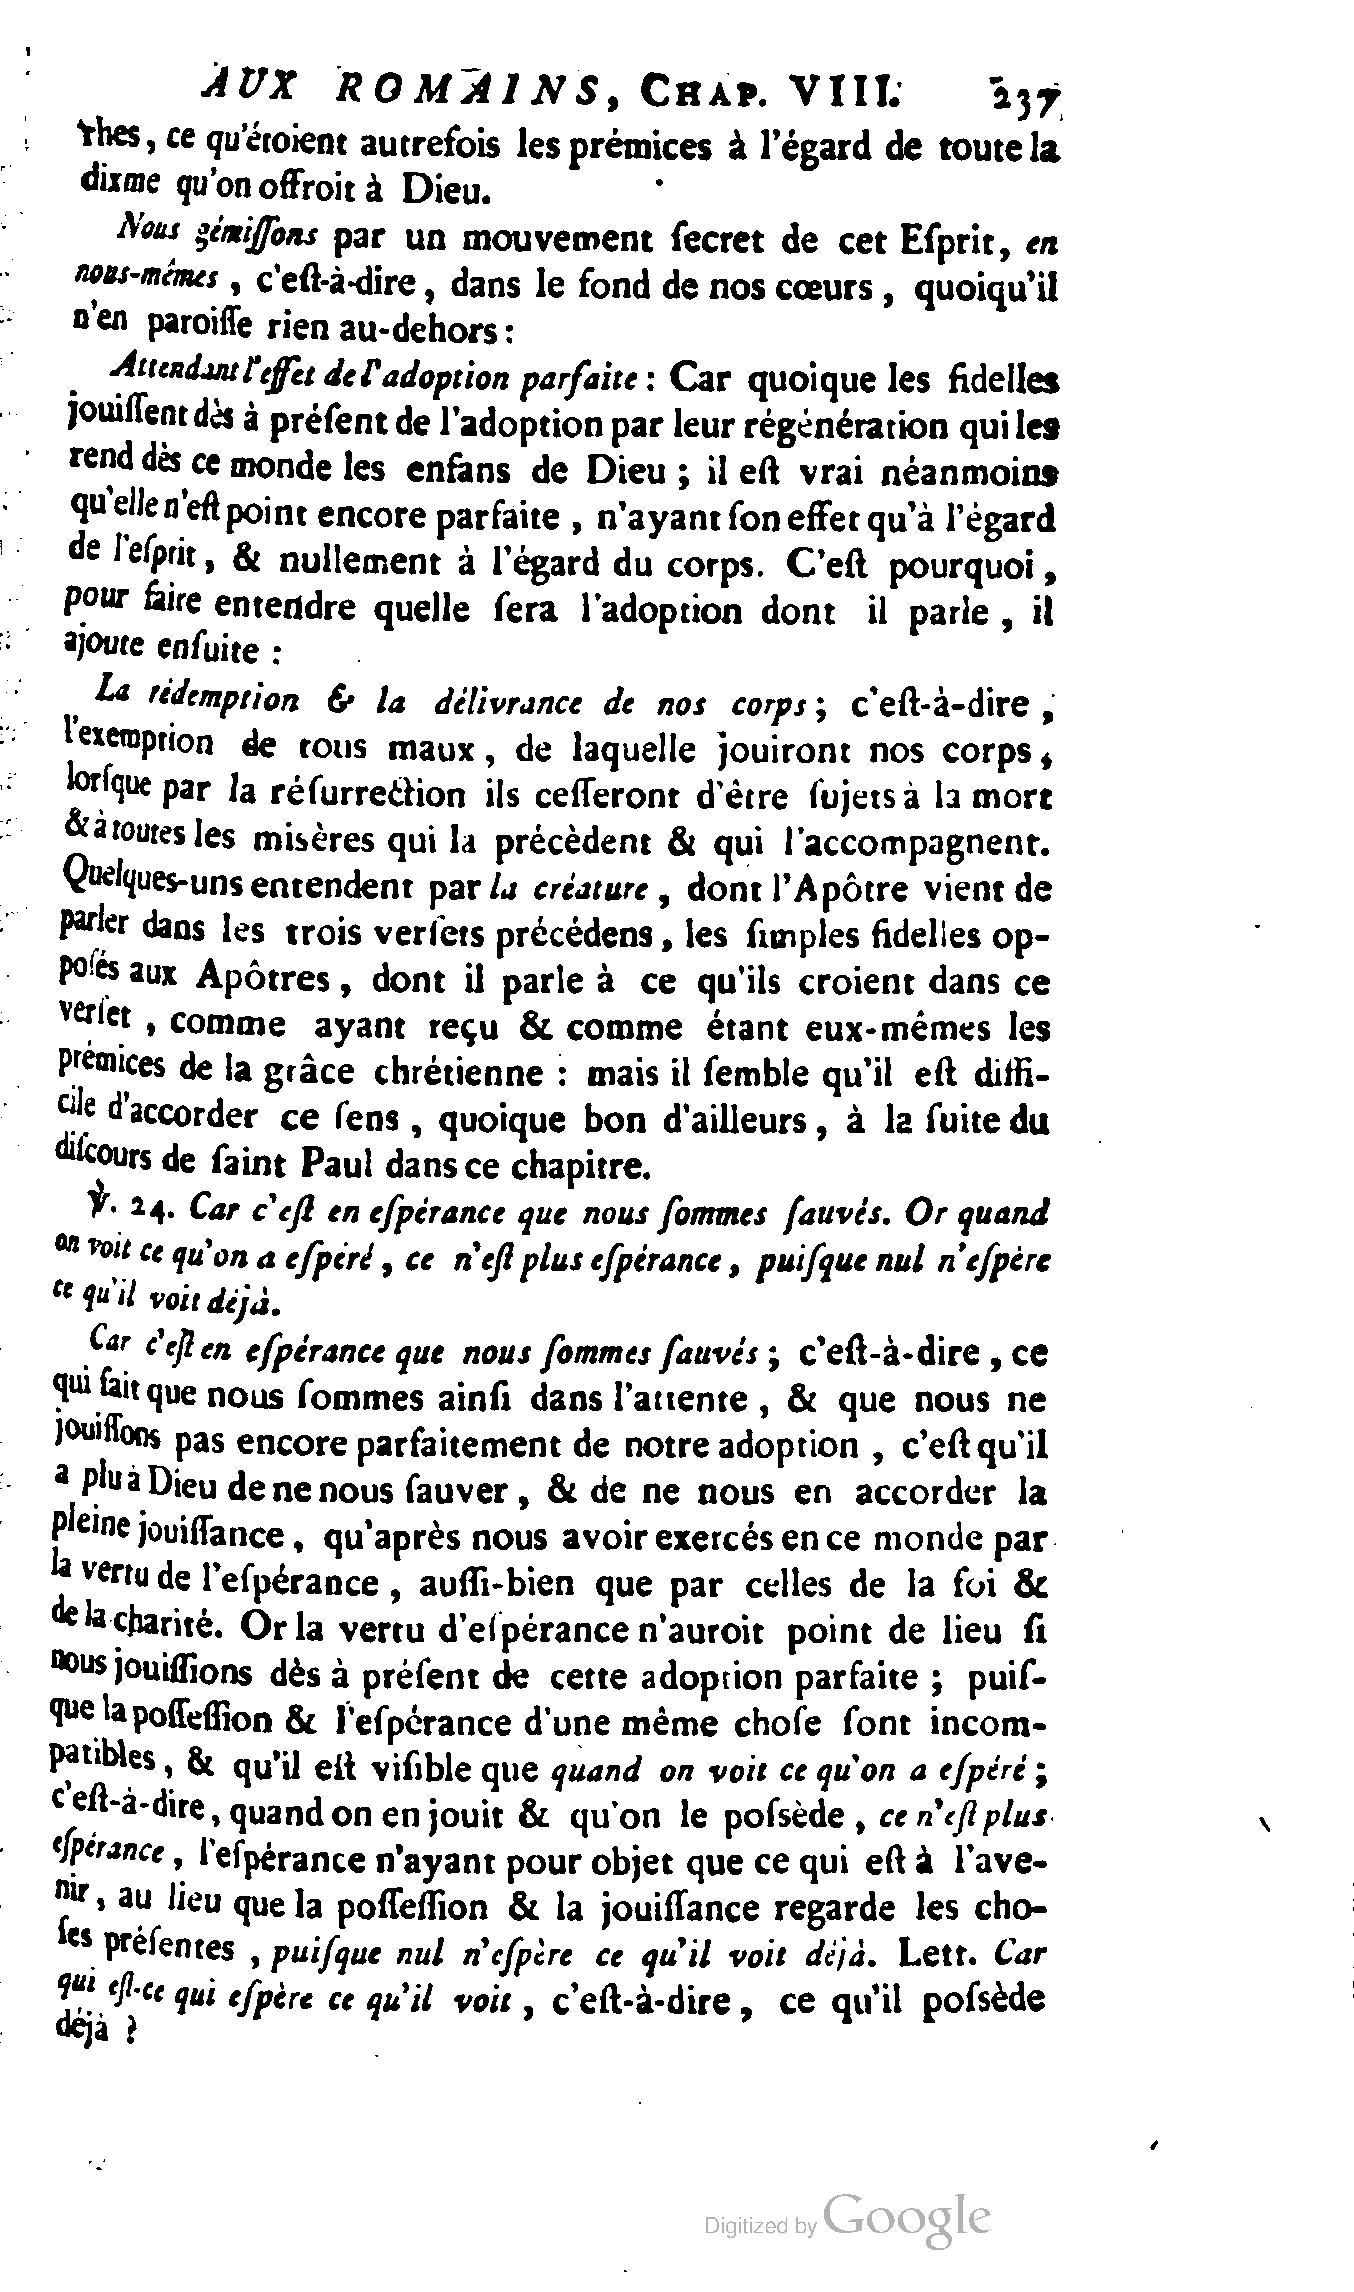 AUX ROMAINS, CHAP. VIII. 237
thes, ce qu'étoient autrefois les prémices à l'égard de toute la
dixme qu'on offroit à Dieu.
Nous gémiſſons par un mouvement ſecret de cet Eſprit, en
nous-mêmes, c'eſt-à-dire, dans le fond de nos cœurs, quoiqu'il
n'en paroiſſe rien au-dehors :
Attendant l'effet de l'adoption parfaite : Car quoique les fidelles
jouiſſent dès à préſent de l'adoption par leur régénération qui les
rend dès ce monde les enfans de Dieu ; il eſt vrai néanmoins
qu'elle n'eſt point encore parfaite, n'ayant ſon effet qu'à l'égard
de l'eſprit, & nullement à l'égard du corps. C'eſt pourquoi,
pour faire entendre quelle ſera l'adoption dont il parle, il
ajoute enſuite :
La rédemption & la délivrance de nos corps ; c'eſt-à-dire,
l'exemption de tous maux, de laquelle jouiront nos corps,
lorſque par la réſurrection ils ceſſeront d'être ſujets à la mort
& à toutes les misères qui la précèdent & qui l'accompagnent.
Quelques-uns entendent par la créature, dont l'Apôtre vient de
parler dans les trois verſets précédens, les ſimples fidelles op-
poſés aux Apôtres, dont il parle à ce qu'ils croient dans ce
verſet, comme ayant reçu & comme étant eux-mêmes les
prémices de la grâce chrétienne : mais il ſemble qu'il eſt diffi-
cile d'accorder ce ſens, quoique bon d'ailleurs, à la ſuite du
diſcours de ſaint Paul dans ce chapitre.
℣. 24. Car c'eſt en eſpérance que nous ſommes ſauvés. Or quand
on voit ce qu'on a eſpéré, ce n'eſt plus eſpérance, puiſque nul n'eſpère
ce qu'il voit déjà.
Car c'eſt en eſpérance que nous ſommes ſauvés ; c'eſt-à-dire, ce
qui fait que nous ſommes ainſi dans l'attente, & que nous ne
jouiſſons pas encore parfaitement de notre adoption, c'eſt qu'il
a plu à Dieu de ne nous ſauver, & de ne nous en accorder la
pleine jouiſſance, qu'après nous avoir exercés en ce monde par
la vertu de l'eſpérance, auſſi-bien que par celles de la foi &
de la charité. Or la vertu d'eſpérance n'auroit point de lieu ſi
nous jouiſſions dès à préſent de cette adoption parfaite ; puiſ-
que la poſſeſſion & l'eſpérance d'une même choſe ſont incom-
patibles, & qu'il eſt viſible que quand on voit ce qu'on a eſpéré ;
c'eſt-à-dire, quand on en jouit & qu'on le poſsède, ce n'eſt plus
eſpérance, l'eſpérance n'ayant pour objet que ce qui eſt à l'ave-
nir, au lieu que la poſſeſſion & la jouiſſance regarde les cho-
ſes préſentes, puiſque nul n'eſpère ce qu'il voit déjà. Lett. Car
qui eſt-ce qui eſpère ce qu'il voit, c'eſt-à-dire, ce qu'il poſsède
déjà ?
Digitized by Google